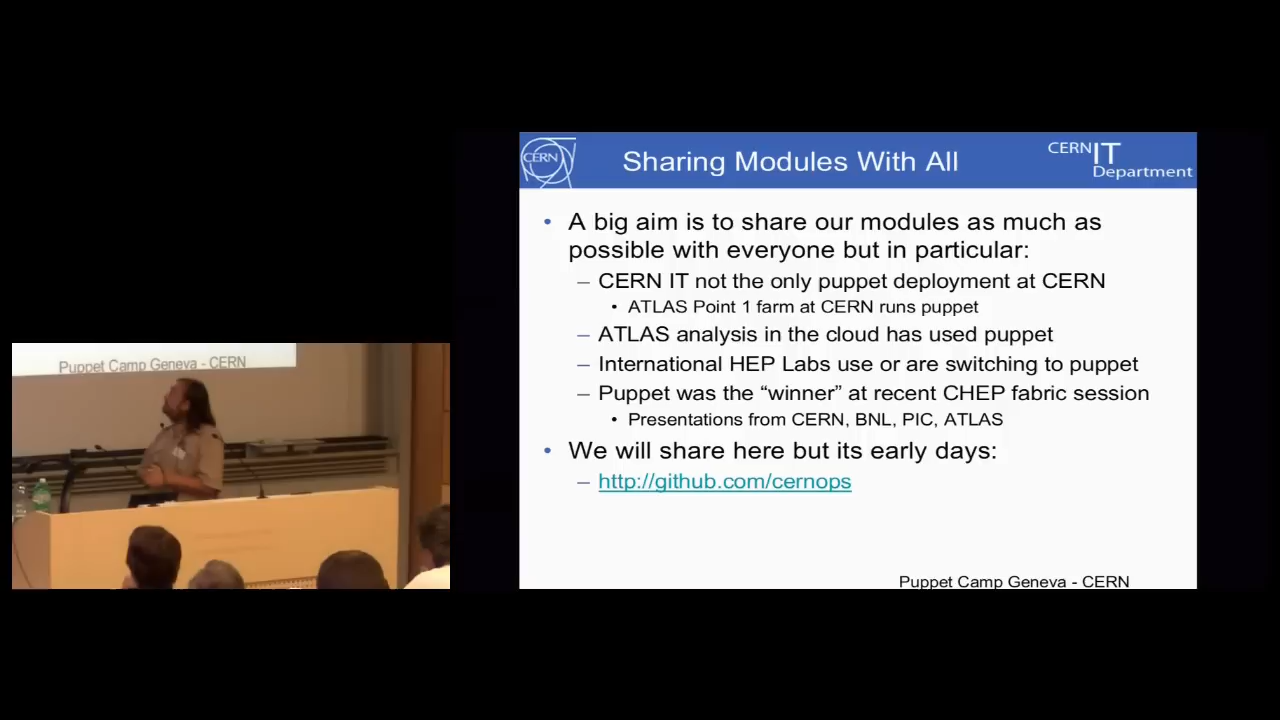 Puppet Camp Geneva - CERN
CERN
Sharing Modules With All
CERN IT
Department
• A big aim is to share our modules as much as
possible with everyone but in particular:
– CERN IT not the only puppet deployment at CERN
• ATLAS Point 1 farm at CERN runs puppet
– ATLAS analysis in the cloud has used puppet
– International HEP Labs use or are switching to puppet
– Puppet was the “winner” at recent CHEP fabric session
• Presentations from CERN, BNL, PIC, ATLAS
• We will share here but its early days:
– http://github.com/cernops
Puppet Camp Geneva - CERN